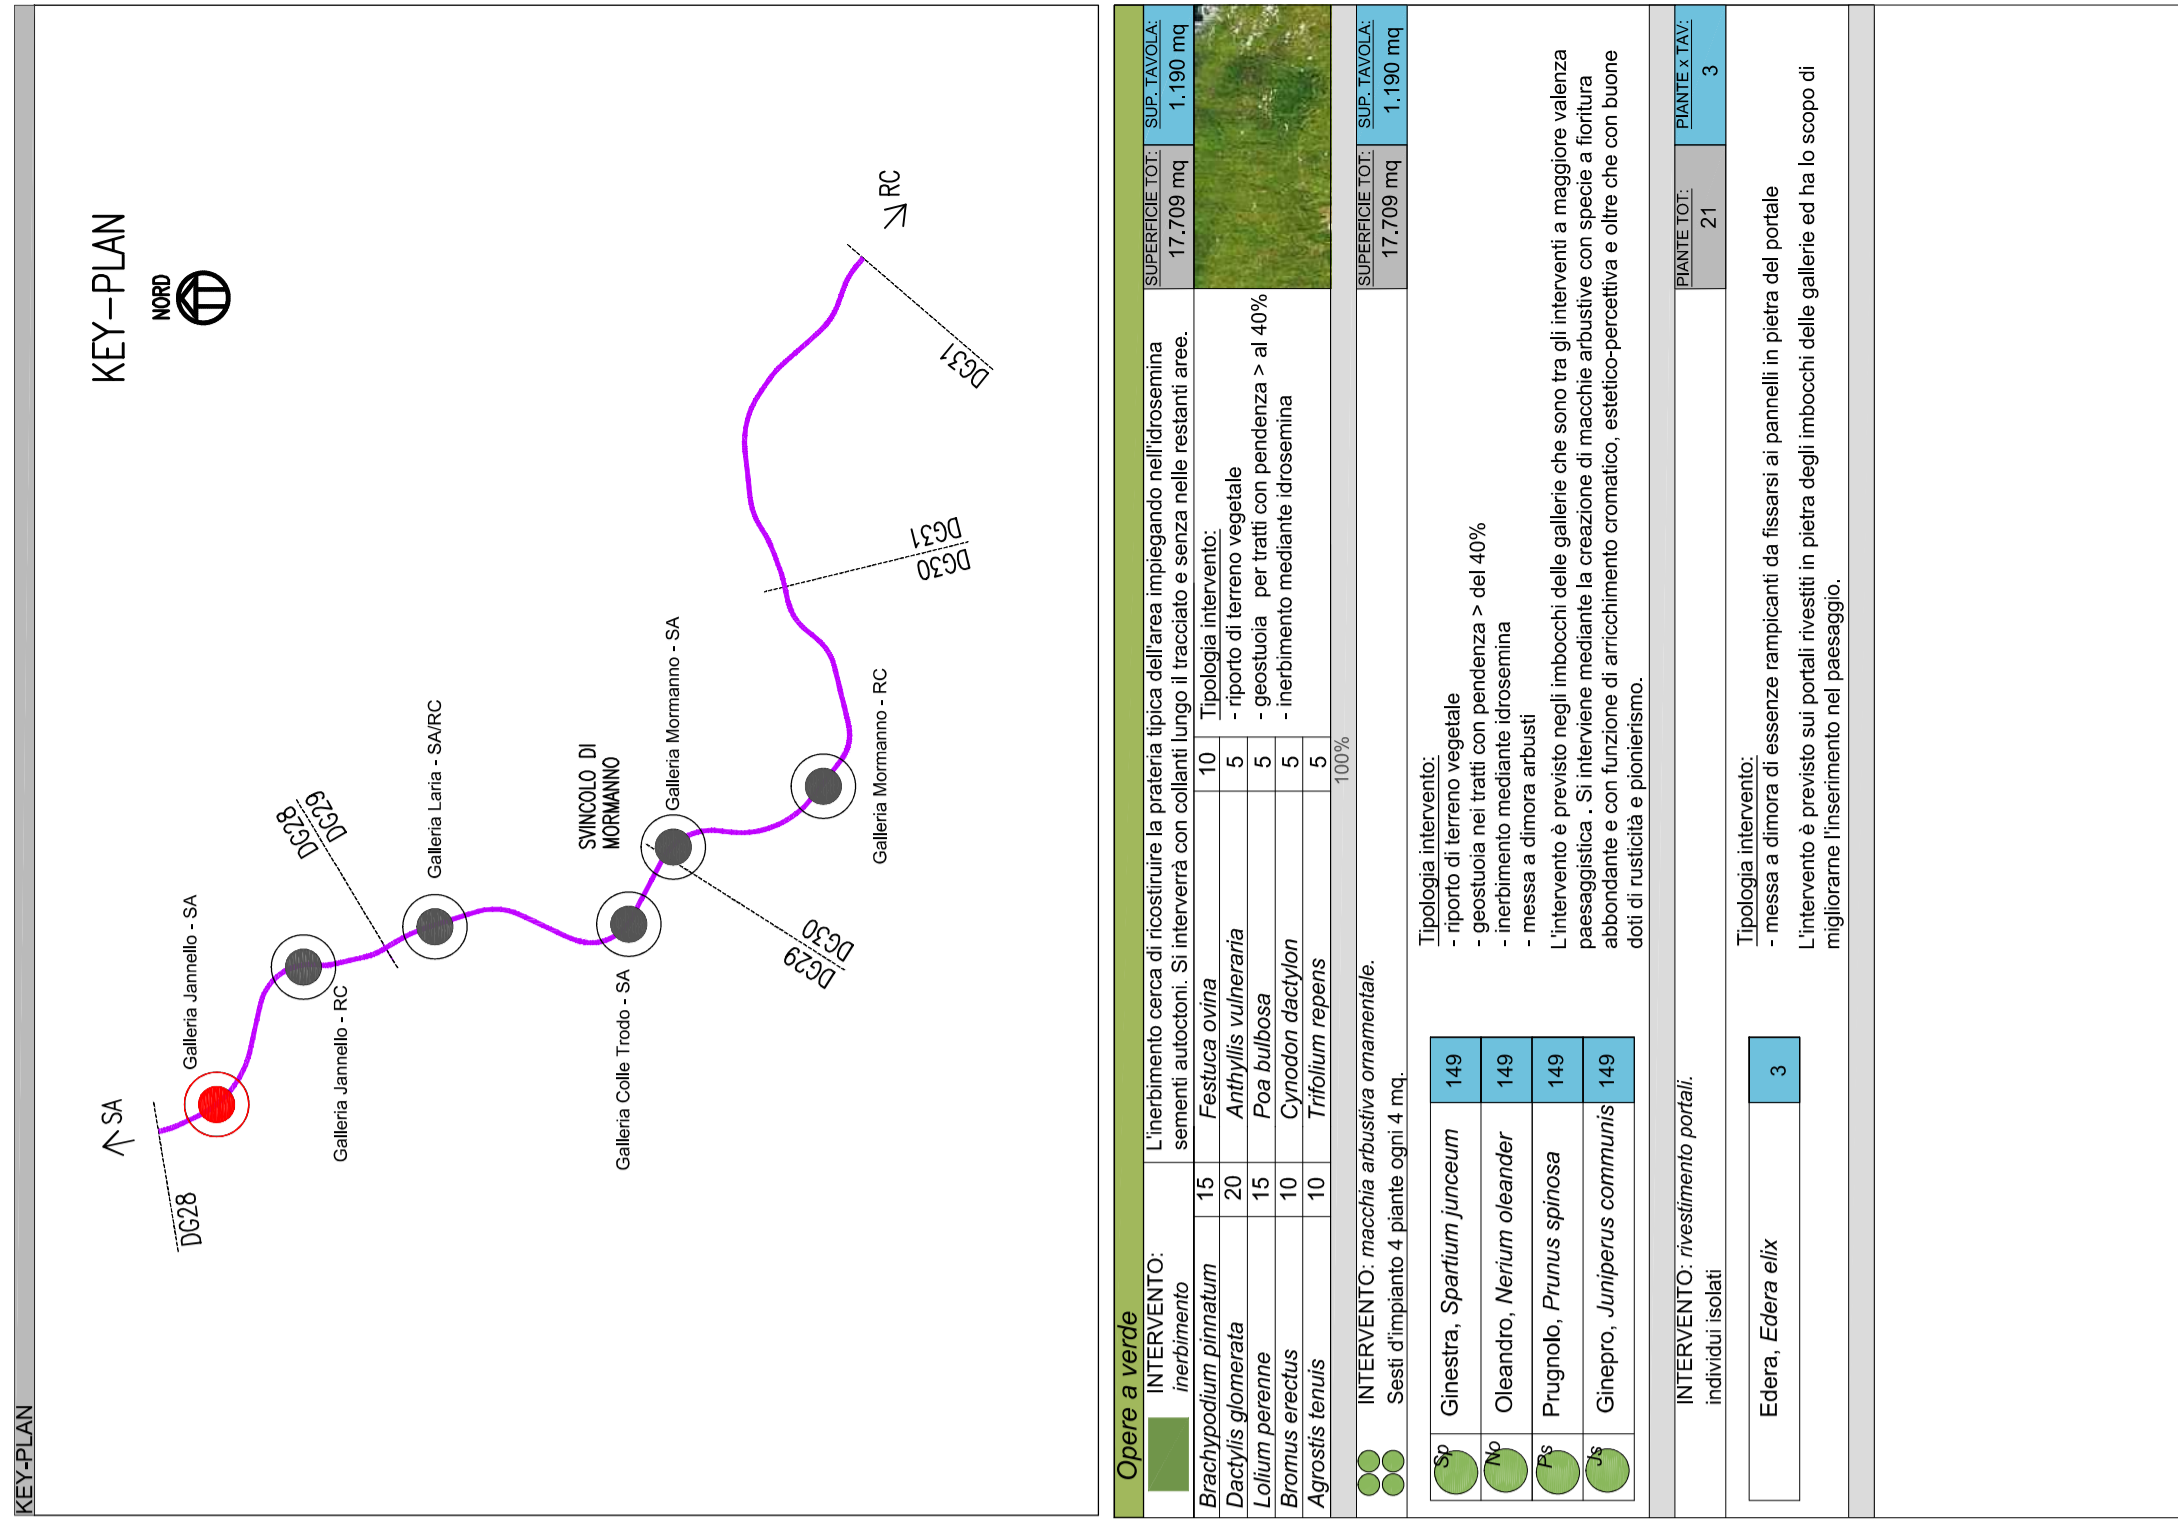 KEY-PLAN
KEY-PLAN
NORD
SA
DG28
Galleria Jannello - SA
Galleria Jannello - RC
DG28
DG29
Galleria Laria - SA/RC
Galleria Colle Trodo - SA
SVINCOLO DI
MORMANNO
DG29
DG30
Galleria Mormanno - SA
Galleria Mormanno - RC
DG30
DG31
DG31
RC
Opere a verde
INTERVENTO:
inerbimento
L'inerbimento cerca di ricostituire la prateria tipica dell'area impiegando nell'idrosemina
sementi autoctoni. Si interverrà con collanti lungo il tracciato e senza nelle restanti aree.
SUPERFICIE TOT:
17.709 mq
SUP. TAVOLA:
1.190 mq
Brachypodium pinnatum 15 Festuca ovina 10
Dactylis glomerata 20 Anthyllis vulneraria 5
Lolium perenne 15 Poa bulbosa 5
Bromus erectus 10 Cynodon dactylon 5
Agrostis tenuis 10 Trifolium repens 5
100%
Tipologia intervento:
- riporto di terreno vegetale
- geostuoia per tratti con pendenza > al 40%
- inerbimento mediante idrosemina
INTERVENTO: macchia arbustiva ornamentale.
Sesti d'impianto 4 piante ogni 4 mq.
SUPERFICIE TOT:
17.709 mq
SUP. TAVOLA:
1.190 mq
Sp Ginestra, Spartium junceum 149
No Oleandro, Nerium oleander 149
Ps Prugnolo, Prunus spinosa 149
Js Ginepro, Juniperus communis 149
Tipologia intervento:
- riporto di terreno vegetale
- geostuoia nei tratti con pendenza > del 40%
- inerbimento mediante idrosemina
- messa a dimora arbusti
L'intervento è previsto negli imbocchi delle gallerie che sono tra gli interventi a maggiore valenza
paesaggistica . Si interviene mediante la creazione di macchie arbustive con specie a fioritura
abbondante e con funzione di arricchimento cromatico, estetico-percettiva e oltre che con buone
doti di rusticità e pionierismo.
INTERVENTO: rivestimento portali.
individui isolati
PIANTE TOT:
21
PIANTE x TAV:
3
Edera, Edera elix 3
Tipologia intervento:
- messa a dimora di essenze rampicanti da fissarsi ai pannelli in pietra del portale
L'intervento è previsto sui portali rivestiti in pietra degli imbocchi delle gallerie ed ha lo scopo di
migliorarne l'inserimento nel paesaggio.